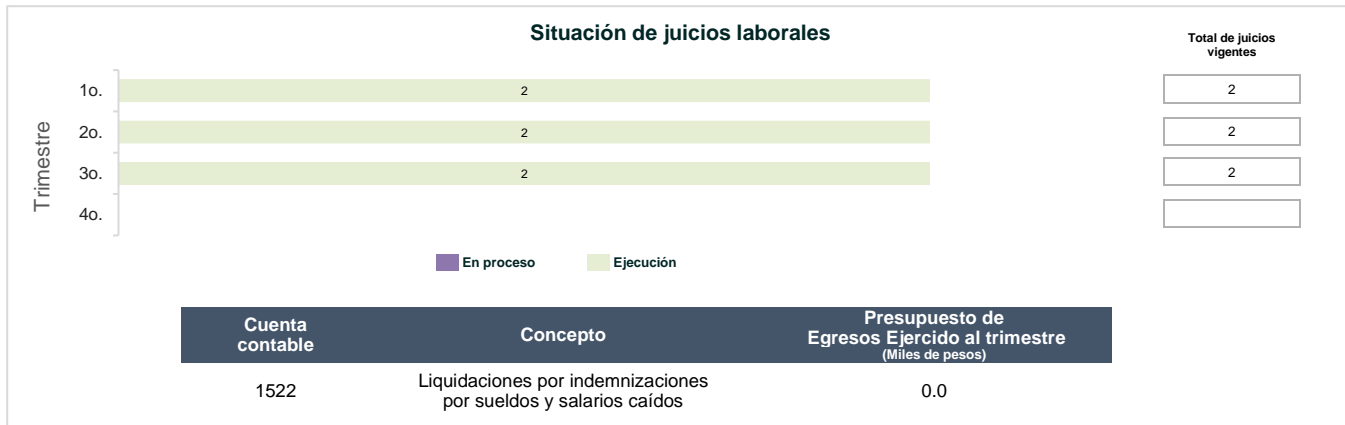 Situación de juicios laborales
Total de juicios
vigentes
Trimestre
1o.
2
2
2o.
2
2
3o.
2
2
4o.
En proceso
Ejecución
Cuenta
contable
Concepto
Presupuesto de
Egresos Ejercido al trimestre
(Miles de pesos)
1522
Liquidaciones por indemnizaciones
por sueldos y salarios caídos
0.0